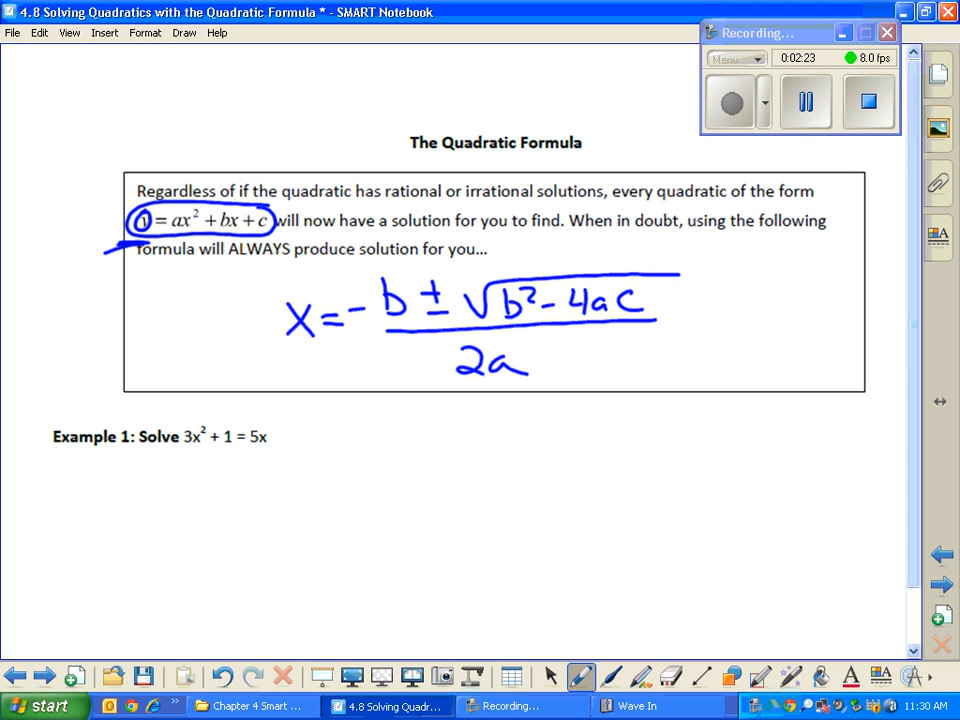 4.8 Solving Quadratics with the Quadratic Formula * - SMART Notebook
File Edit View Insert Format Draw Help
Recording...
Menu 0:02:23 8.0 fps
The Quadratic Formula
Regardless of if the quadratic has rational or irrational solutions, every quadratic of the form
y = ax² + bx + c will now have a solution for you to find. When in doubt, using the following
formula will ALWAYS produce solution for you...
x = - b ± √b² - 4ac
2a
Example 1: Solve 3x² + 1 = 5x
start Chapter 4 Smart ... 4.8 Solving Quadr... Recording... Wave In 11:30 AM